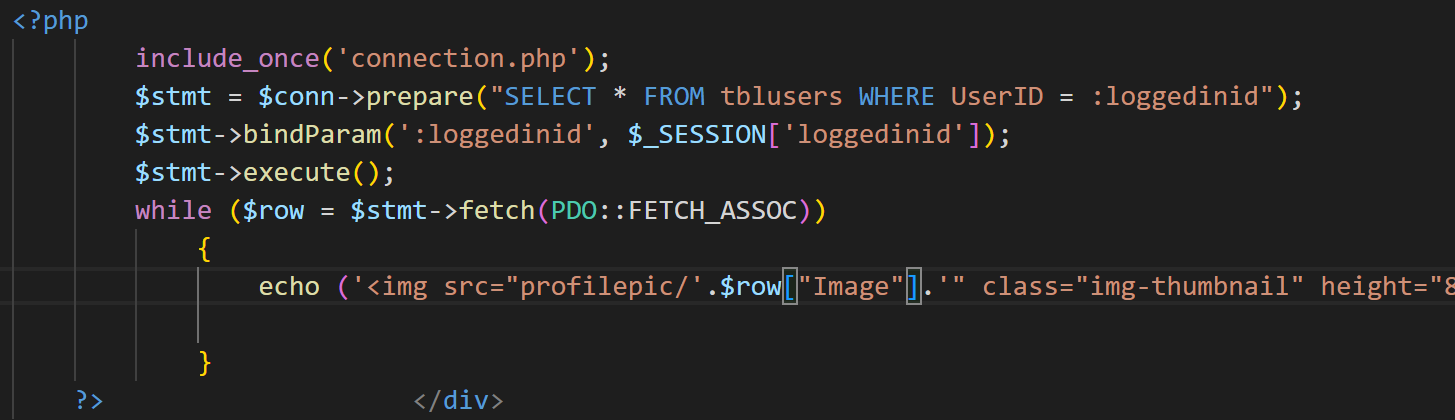 <?php
include_once('connection.php');
$stmt = $conn->prepare("SELECT * FROM tblusers WHERE UserID = :loggedinid");
$stmt->bindParam(':loggedinid', $_SESSION['loggedinid']);
$stmt->execute();
while ($row = $stmt->fetch(PDO::FETCH_ASSOC))
{
echo ('<img src="profilepic/'.$row["Image"].'" class="img-thumbnail" height="8
}
?> </div>